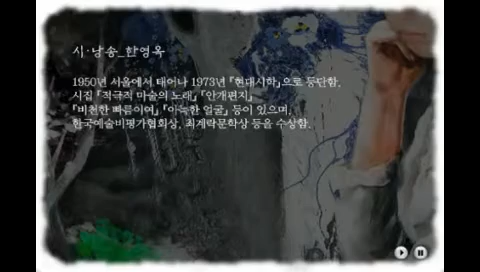 시·낭송_한영옥
1950년 서울에서 태어나 1973년 『현대시학』으로 등단함.
시집 『적극적 마술의 노래』 『안개편지』
『비천한 빠름이여』 『아늑한 얼굴』 등이 있으며,
한국예술비평가협회상, 최계락문학상 등을 수상함.